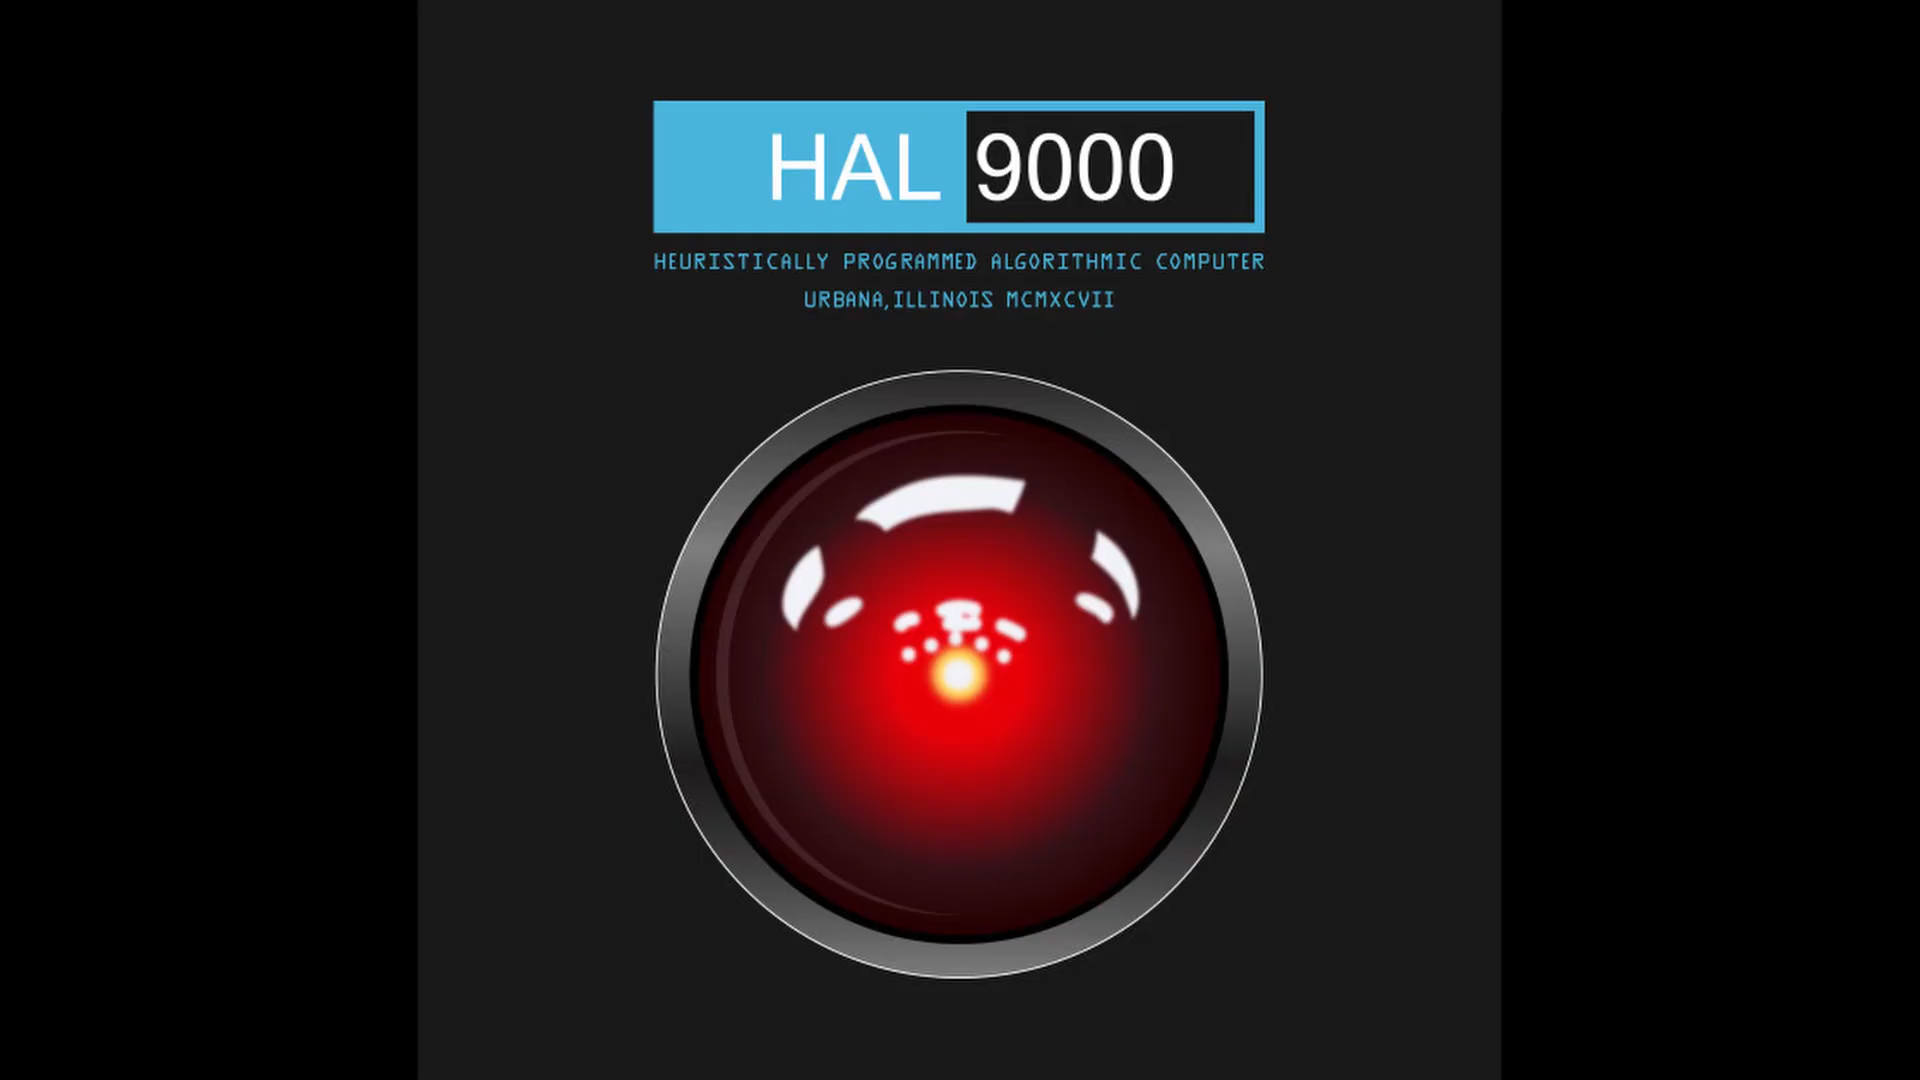 HAL 9000
HEURISTICALLY PROGRAMMED ALGORITHMIC COMPUTER
URBANA,ILLINOIS MCMXCVII